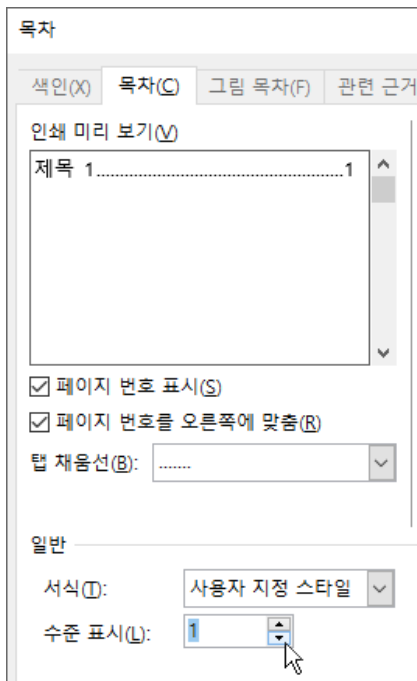 목차
색인(X) 목차(C) 그림 목차(F) 관련 근거
인쇄 미리 보기(V)
제목 1..........................................................1
페이지 번호 표시(S)
페이지 번호를 오른쪽에 맞춤(R)
탭 채움선(B): .......
일반
서식(T): 사용자 지정 스타일
수준 표시(L): 1